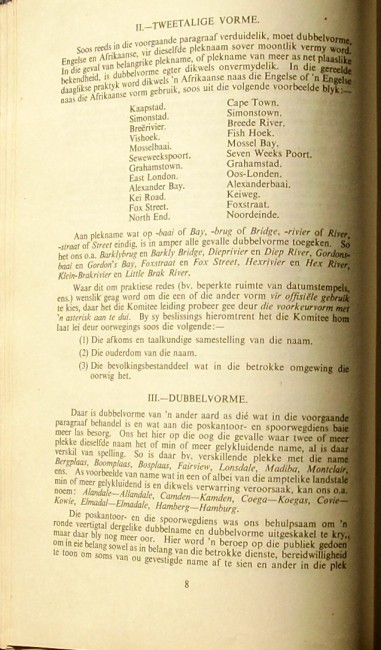 II.—TWEETALIGE VORME.
Soos reeds in die voorgaande paragraaf verduidelik, moet dubbelvorme,
Engelse en Afrikaanse, vir dieselfde pleknaam sover moontlik vermy word.
In die geval van belangrike plekname, of plekname van meer as net plaaslike
bekendheid, is dubbelvorme egter dikwels onvermydelik. In die gereelde
daaglikse praktyk word dikwels 'n Afrikaanse naas die Engelse of 'n Engelse
naas die Afrikaanse vorm gebruik, soos uit die volgende voorbeelde blyk:—
Kaapstad. Cape Town.
Simonstad. Simonstown.
Breërivier. Breede River.
Vishoek. Fish Hoek.
Mosselbaai. Mossel Bay.
Seweweekspoort. Seven Weeks Poort.
Grahamstown. Grahamstad.
East London. Oos-Londen.
Alexander Bay. Alexanderbaai.
Kei Road. Keiweg.
Fox Street. Foxstraat.
North End. Noordeinde.
Aan plekname wat op -baai of Bay, -brug of Bridge, -rivier of River,
-straat of Street eindig, is in amper alle gevalle dubbelvorme toegeken. So
het ons o.a. Barklybrug en Barkly Bridge, Dieprivier en Diep River, Gordons-
baai en Gordon's Bay, Foxstraat en Fox Street, Hexrivier en Hex River,
Klein-Brakrivier en Little Brak River.
Waar dit om praktiese redes (bv. beperkte ruimte van datumstempels,
ens.) wenslik geag word om die een of die ander vorm vir offisiële gebruik
te kies, daar het die Komitee leiding probeer gee deur die voorkeurvorm met
'n asterisk aan te dui. By sy beslissings hieromtrent het die Komitee hom
laat lei deur oorwegings soos die volgende:—
(1) Die afkoms en taalkundige samestelling van die naam.
(2) Die ouderdom van die naam.
(3) Die bevolkingsbestanddeel wat in die betrokke omgewing die
oorwig het.
III.—DUBBELVORME.
Daar is dubbelvorme van 'n ander aard as dié wat in die voorgaande
paragraaf behandel is en wat aan die poskantoor- en spoorwegdiens baie
meer las besorg. Ons het hier op die oog die gevalle waar twee of meer
plekke dieselfde naam het of min of meer gelykluidende name, al is daar
verskil van spelling. So is daar bv. verskillende plekke met die name
Bergplaas, Boomplaas, Bosplaas, Fairview, Lonsdale, Madiba, Montclair,
ens. As voorbeelde van name wat in een of albei van die amptelike landstale
min of meer gelykluidend is en dikwels verwarring veroorsaak, kan ons o.a.
noem: Alandale—Allandale, Camden—Kamden, Coega—Koegas, Covie—
Kowie, Elmadal—Elmedale, Hamberg—Hamburg.
Die poskantoor- en die spoorwegdiens was ons behulpsaam om 'n
ronde veertigtal dergelike dubbelname en dubbelvorme uitgeskakel te kry,
maar daar bly nog meer oor. Hier word 'n beroep op die publiek gedoen
om in eie belang sowel as in belang van die betrokke dienste, bereidwilligheid
te toon om soms van ou gevestigde name af te sien en ander in die plek
8